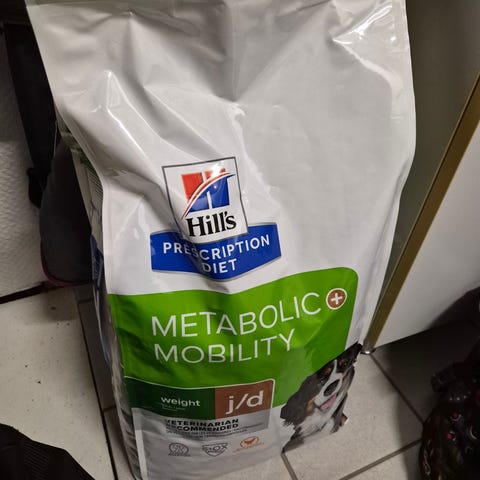 Hill's
PRESCRIPTION
DIET
METABOLIC +
MOBILITY
weight
j/d
VETERINARIAN
RECOMMENDED